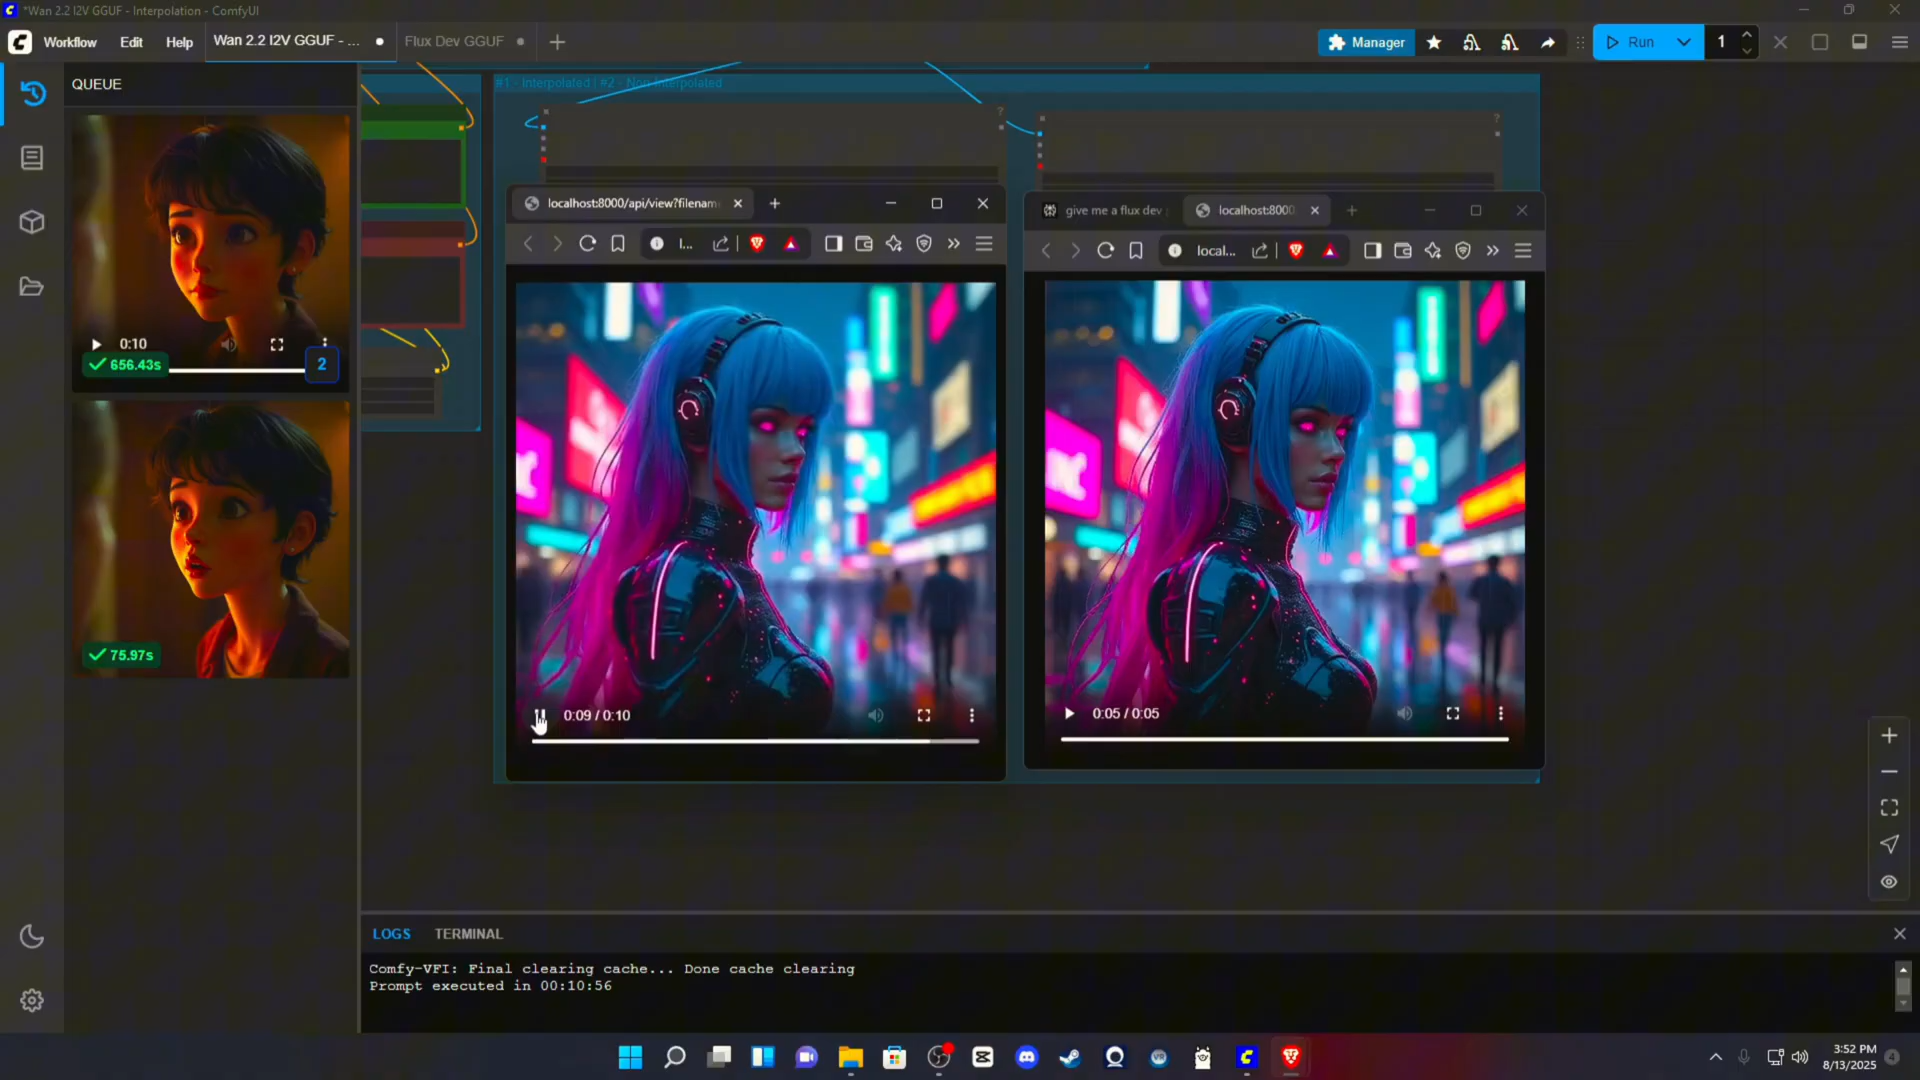 *Wan 2.2 I2V GGUF - Interpolation - ComfyUI
Workflow Edit Help Wan 2.2 I2V GGUF - ... Flux Dev GGUF Manager Run 1
QUEUE
#1 - Interpolated | #2 - Non-Interpolated
localhost:8000/api/view?filenam
give me a flux dev localhost:8000
l...
local...
0:10
656.43s 2
75.97s
0:09 / 0:10
0:05 / 0:05
LOGS TERMINAL
Comfy-VFI: Final clearing cache... Done cache clearing
Prompt executed in 00:10:56
3:52 PM
8/13/2025
4